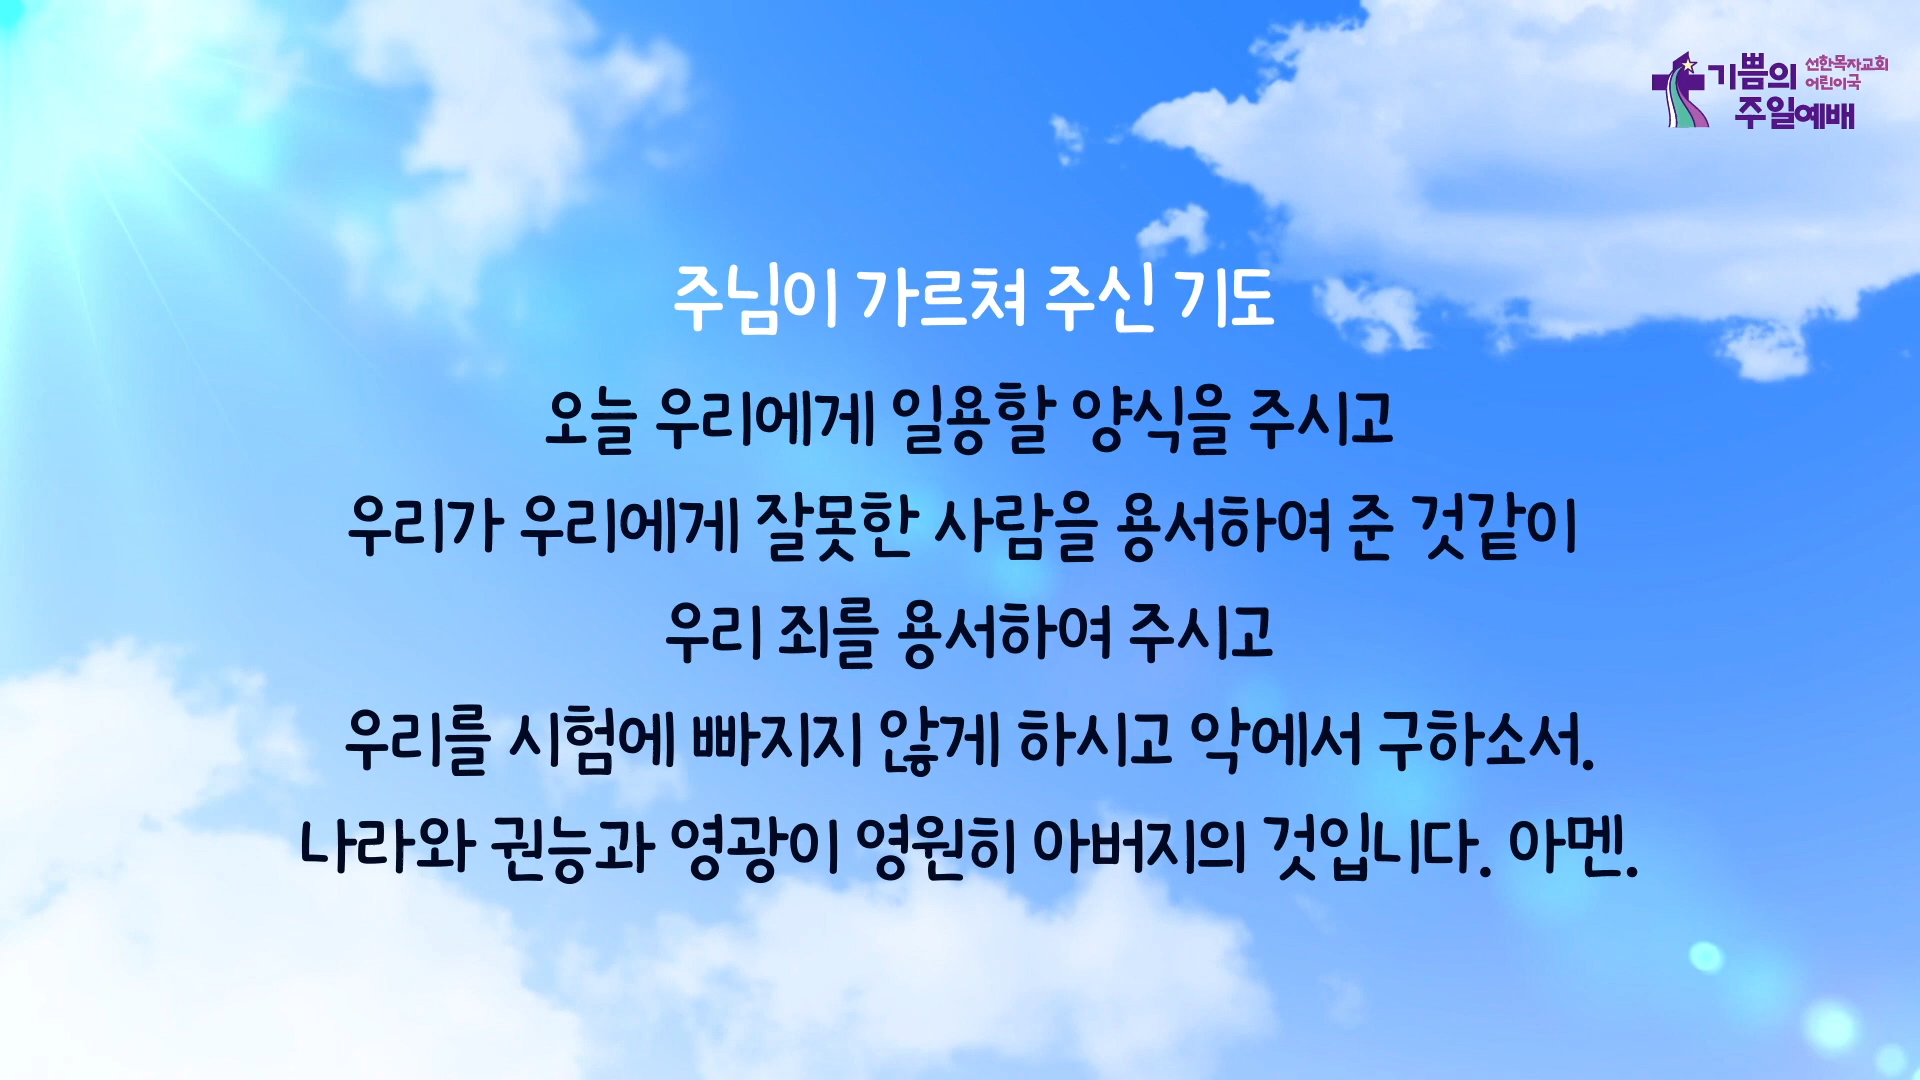 기쁨의 선한목자교회
어린이국
주일예배
주님이 가르쳐 주신 기도
오늘 우리에게 일용할 양식을 주시고
우리가 우리에게 잘못한 사람을 용서하여 준 것같이
우리 죄를 용서하여 주시고
우리를 시험에 빠지지 않게 하시고 악에서 구하소서.
나라와 권능과 영광이 영원히 아버지의 것입니다. 아멘.